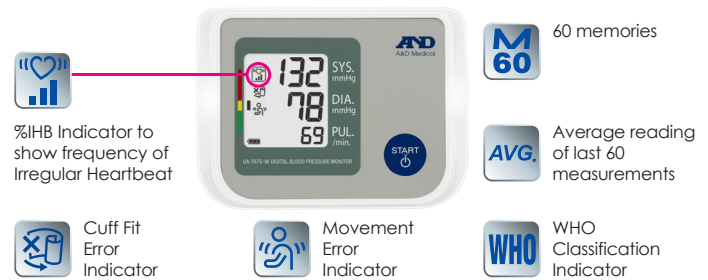 AND
A&D Medical
132 SYS.
mmHg
78 DIA.
mmHg
69 PUL.
/min.
START
UA-767S-W DIGITAL BLOOD PRESSURE MONITOR
%IHB Indicator to
show frequency of
Irregular Heartbeat
M
60
60 memories
AVG.
Average reading
of last 60
measurements
Cuff Fit
Error
Indicator
Movement
Error
Indicator
WHO
WHO
Classification
Indicator